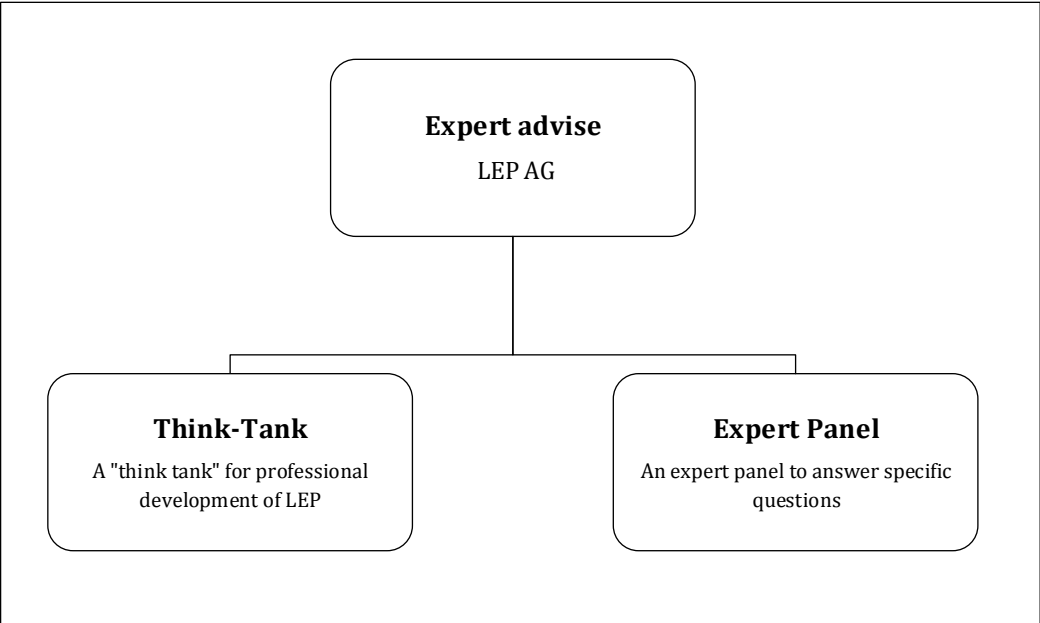 Expert advise
LEP AG
Think-Tank
A "think tank" for professional
development of LEP
Expert Panel
An expert panel to answer specific
questions